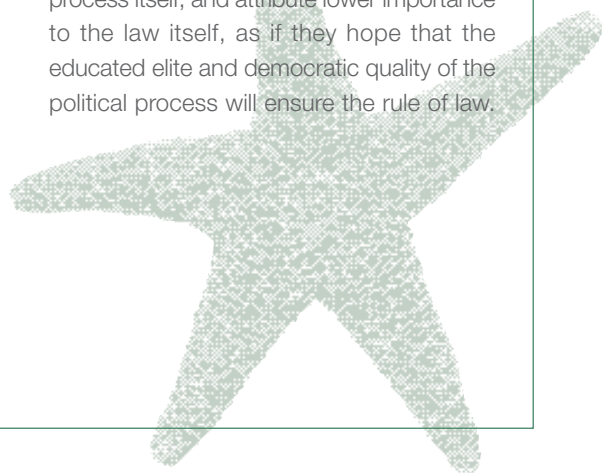 process itself, and attribute lower importance
to the law itself, as if they hope that the
educated elite and democratic quality of the
political process will ensure the rule of law.